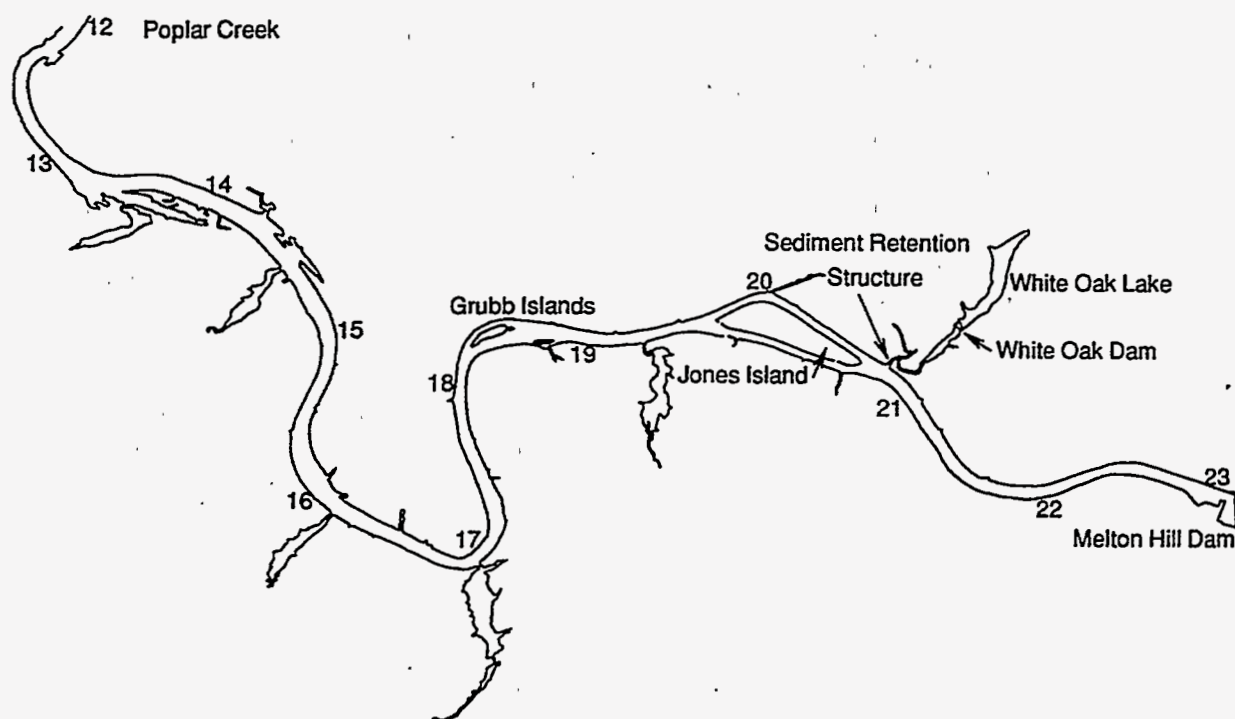 12 Poplar Creek
13
14
Sediment Retention
Structure
20
White Oak Lake
Grubb Islands
15
19
White Oak Dam
Jones Island
18
21
23
16
22
17
Melton Hill Dam